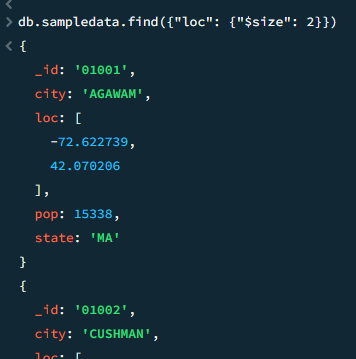 db.sampledata.find({"loc": {"$size": 2}})
{
_id: '01001',
city: 'AGAWAM',
loc: [
-72.622739,
42.070206
],
pop: 15338,
state: 'MA'
}
{
_id: '01002',
city: 'CUSHMAN',
loc: [